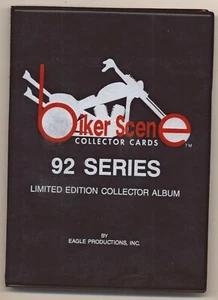 biker Scene
COLLECTOR CARDS TM
92 SERIES
LIMITED EDITION COLLECTOR ALBUM
BY
EAGLE PRODUCTIONS, INC.